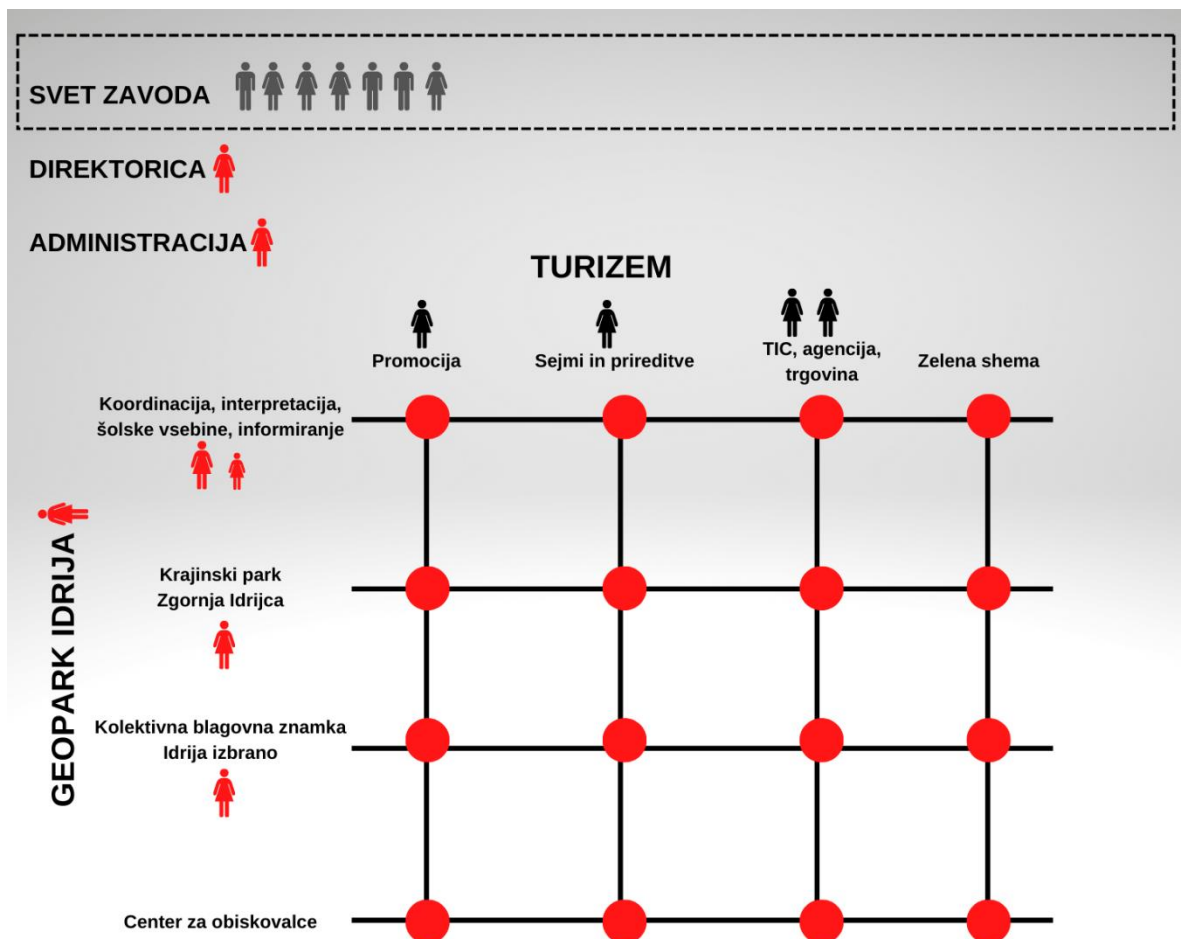 SVET ZAVODA
DIREKTORICA
ADMINISTRACIJA
TURIZEM
Promocija
Sejmi in prireditve
TIC, agencija,
trgovina
Zelena shema
Koordinacija, interpretacija,
šolske vsebine, informiranje
GEOPARK IDRIJA
Krajinski park
Zgornja Idrijca
Kolektivna blagovna znamka
Idrija izbrano
Center za obiskovalce